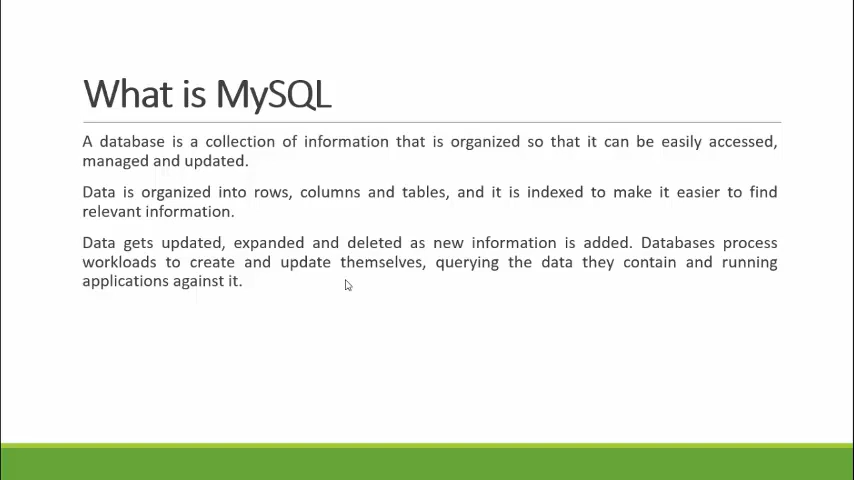 What is MySQL
A database is a collection of information that is organized so that it can be easily accessed,
managed and updated.
Data is organized into rows, columns and tables, and it is indexed to make it easier to find
relevant information.
Data gets updated, expanded and deleted as new information is added. Databases process
workloads to create and update themselves, querying the data they contain and running
applications against it.